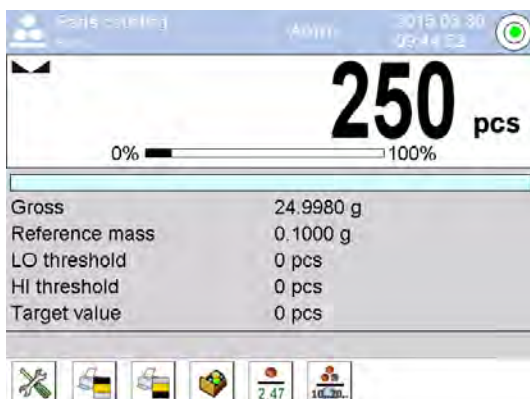 Parts counting
Admin
2015.03.30
09:44:52
250 pcs
0% 100%
Gross 24.9980 g
Reference mass 0.1000 g
LO threshold 0 pcs
HI threshold 0 pcs
Target value 0 pcs
2.47